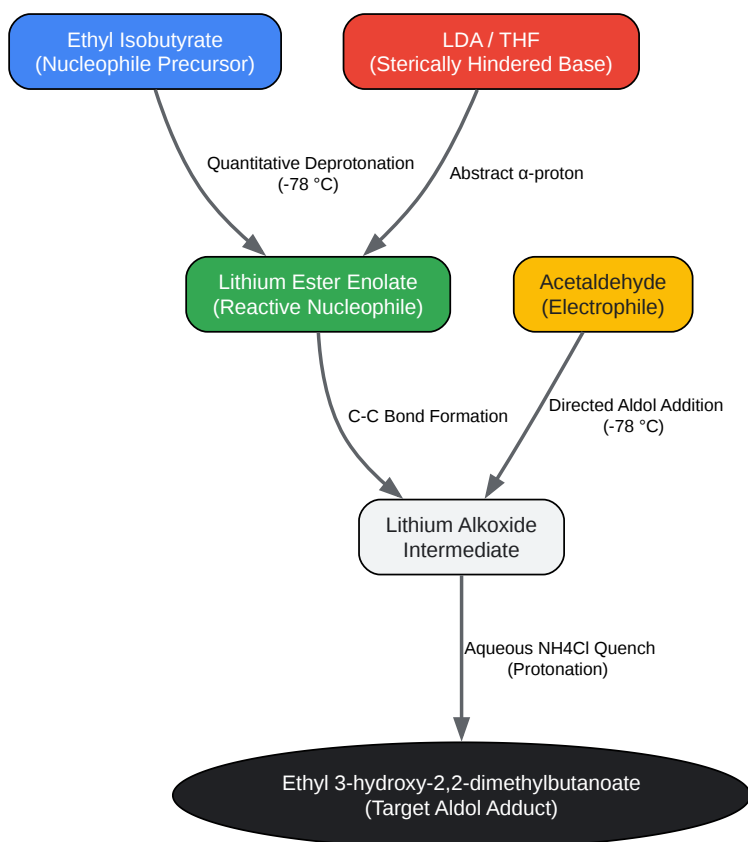 Ethyl Isobutyrate
(Nucleophile Precursor)
LDA / THF
(Sterically Hindered Base)
Quantitative Deprotonation
(-78 °C)
Abstract α-proton
Lithium Ester Enolate
(Reactive Nucleophile)
Acetaldehyde
(Electrophile)
C-C Bond Formation
Directed Aldol Addition
(-78 °C)
Lithium Alkoxide
Intermediate
Aqueous NH4Cl Quench
(Protonation)
Ethyl 3-hydroxy-2,2-dimethylbutanoate
(Target Aldol Adduct)